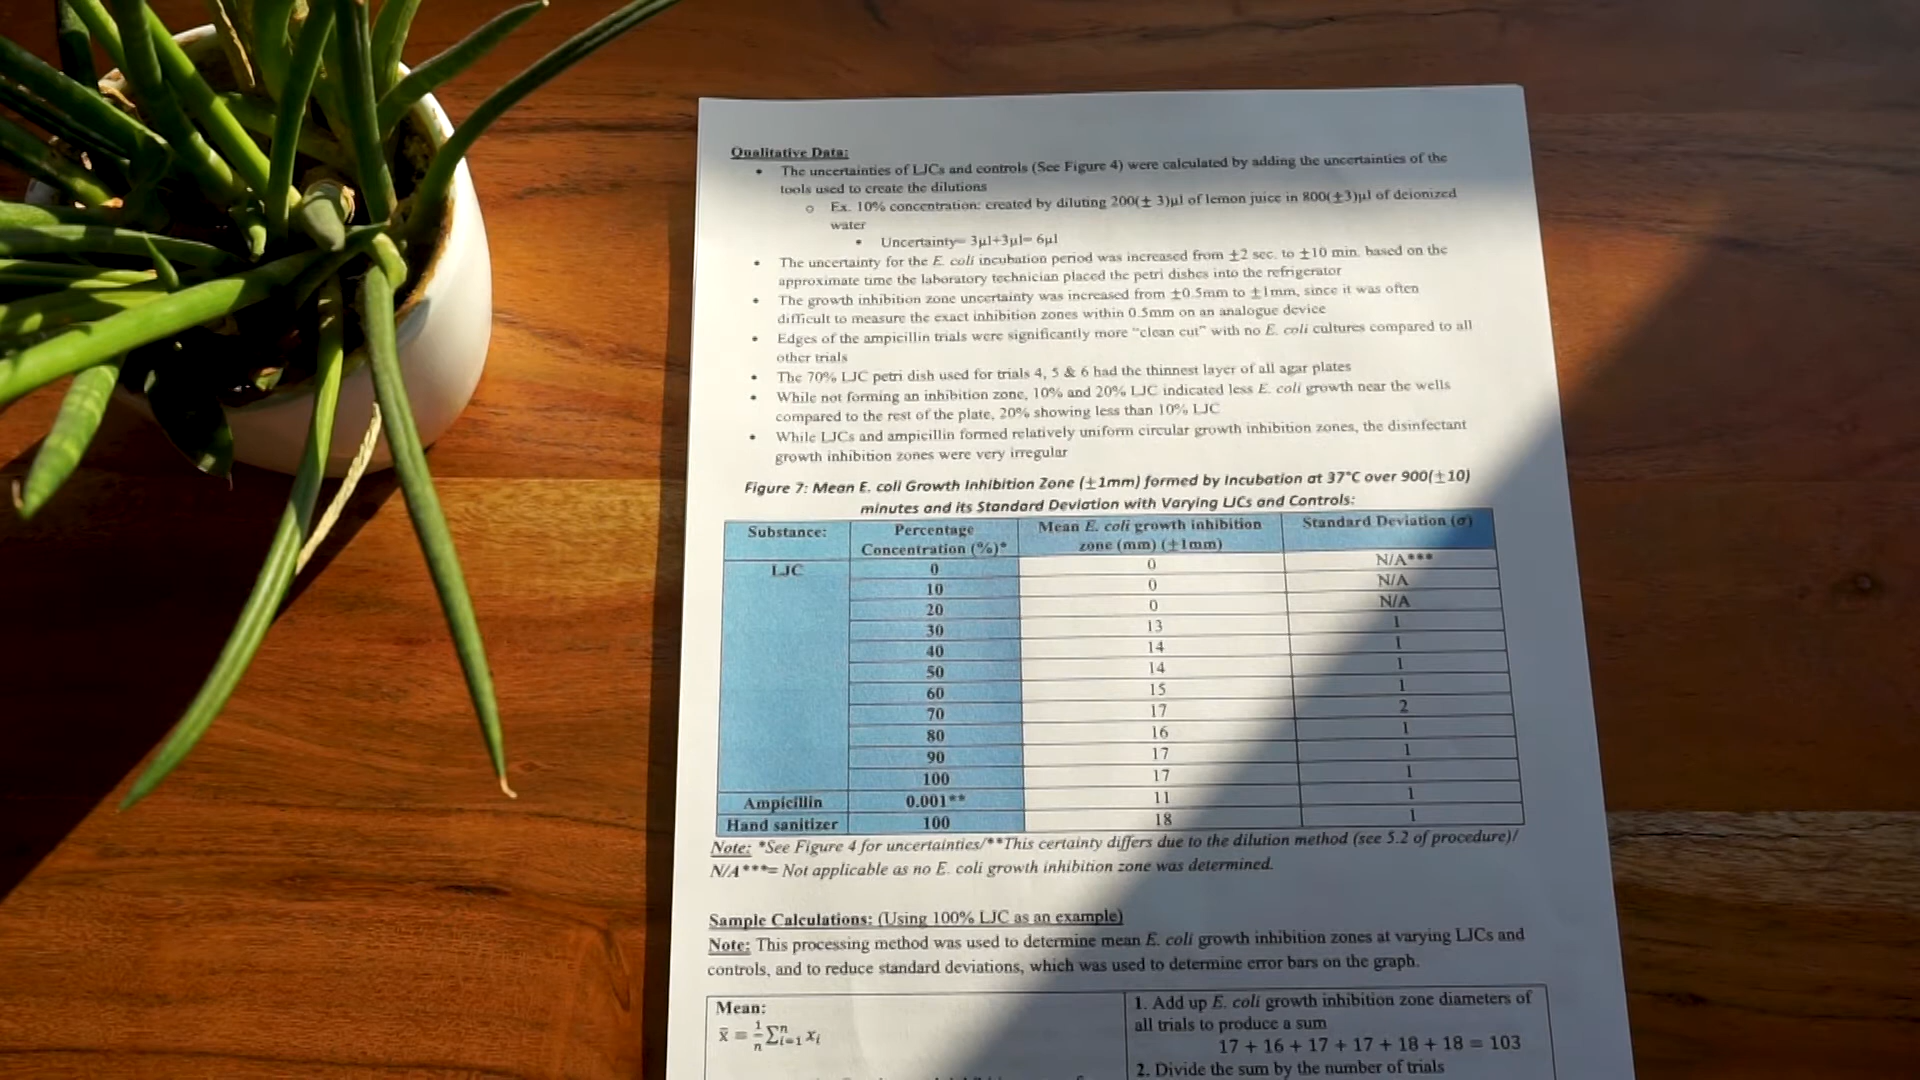 Qualitative Data:
• The uncertainties of LJCs and controls (See Figure 4) were calculated by adding the uncertainties of the
tools used to create the dilutions
o Ex. 10% concentration: created by diluting 200(± 3)µl of lemon juice in 800(±3)µl of deionized
water
▪ Uncertainty= 3µl+3µl= 6µl
• The uncertainty for the E. coli incubation period was increased from ±2 sec. to ±10 min. based on the
approximate time the laboratory technician placed the petri dishes into the refrigerator
• The growth inhibition zone uncertainty was increased from ±0.5mm to ±1mm, since it was often
difficult to measure the exact inhibition zones within 0.5mm on an analogue device
• Edges of the ampicillin trials were significantly more "clean cut" with no E. coli cultures compared to all
other trials
• The 70% LJC petri dish used for trials 4, 5 & 6 had the thinnest layer of all agar plates
• While not forming an inhibition zone, 10% and 20% LJC indicated less E. coli growth near the wells
compared to the rest of the plate, 20% showing less than 10% LJC
• While LJCs and ampicillin formed relatively uniform circular growth inhibition zones, the disinfectant
growth inhibition zones were very irregular
Figure 7: Mean E. coli Growth Inhibition Zone (±1mm) formed by Incubation at 37°C over 900(±10)
minutes and its Standard Deviation with Varying LJCs and Controls:
Substance: Percentage Concentration (%)* Mean E. coli growth inhibition zone (mm) (±1mm) Standard Deviation (σ)
LJC 0 0 N/A***
10 0 N/A
20 0 N/A
30 13 1
40 14 1
50 14 1
60 15 1
70 17 2
80 16 1
90 17 1
100 17 1
Ampicillin 0.001** 11 1
Hand sanitizer 100 18 1
Note: *See Figure 4 for uncertainties/**This certainty differs due to the dilution method (see 5.2 of procedure)/
N/A***= Not applicable as no E. coli growth inhibition zone was determined.
Sample Calculations: (Using 100% LJC as an example)
Note: This processing method was used to determine mean E. coli growth inhibition zones at varying LJCs and
controls, and to reduce standard deviations, which was used to determine error bars on the graph.
Mean:
x̄ = 1/n ∑ⁿᵢ₌₁ xᵢ
1. Add up E. coli growth inhibition zone diameters of
all trials to produce a sum
17 + 16 + 17 + 17 + 18 + 18 = 103
2. Divide the sum by the number of trials